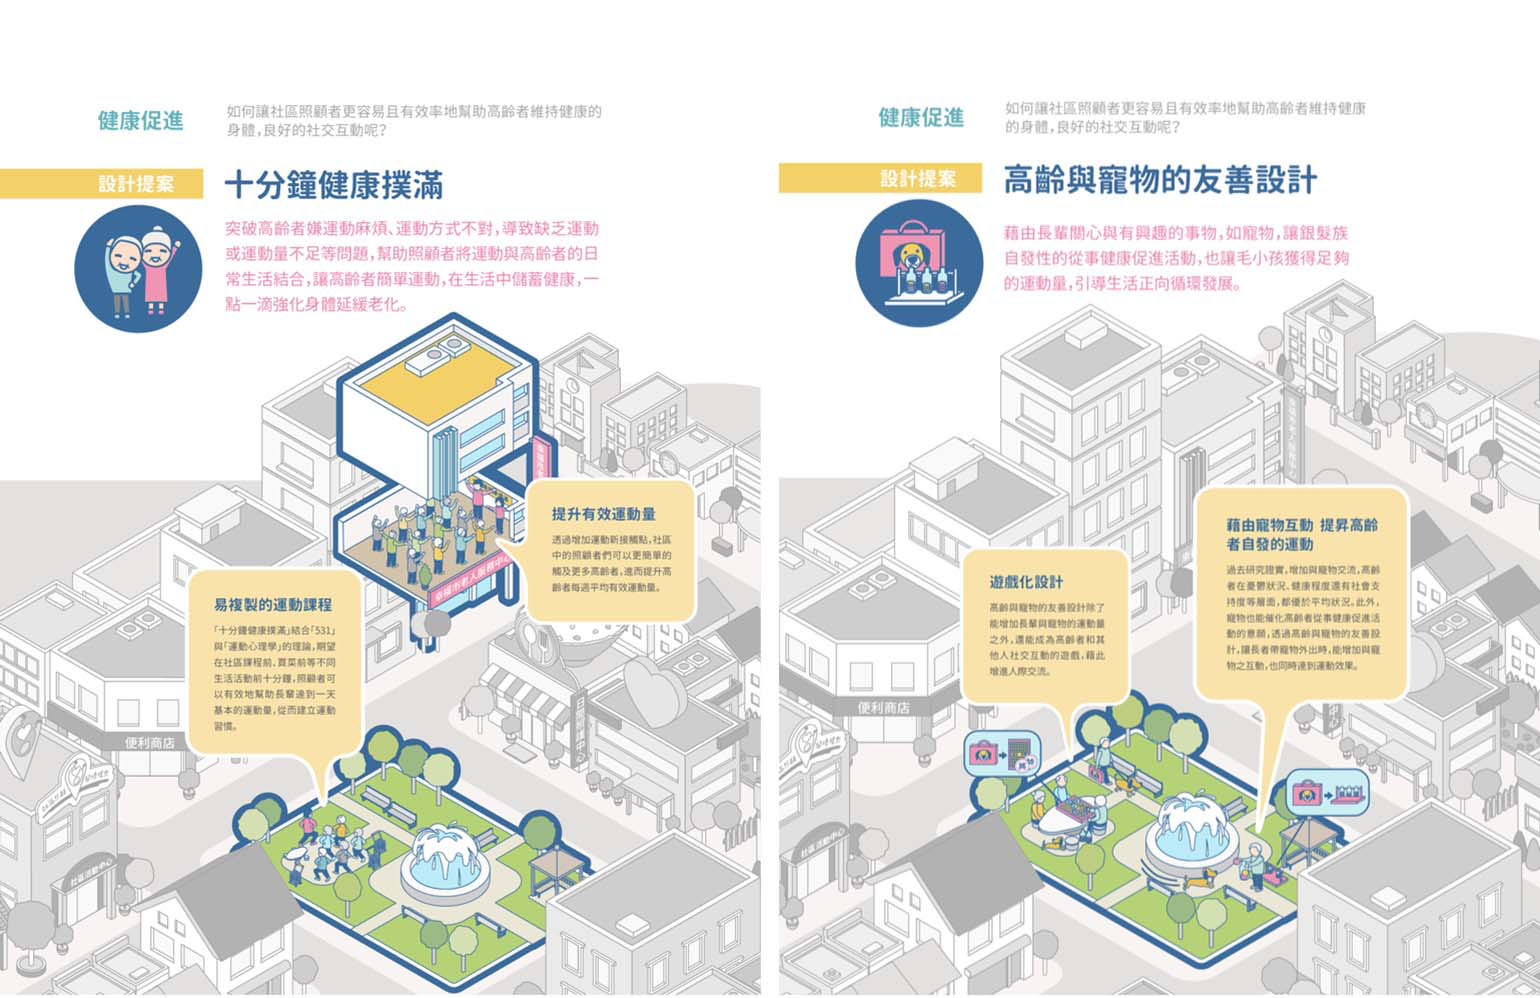 健康促進
如何讓社區照顧者更容易且有效率地幫助高齡者維持健康的
身體，良好的社交互動呢？
設計提案
十分鐘健康撲滿
突破高齡者嫌運動麻煩、運動方式不對，導致缺乏運動
或運動量不足等問題，幫助照顧者將運動與高齡者的日
常生活結合，讓高齡者簡單運動，在生活中儲蓄健康，一
點一滴強化身體延緩老化。
提升有效運動量
透過增加運動新接觸點，社區
中的照顧者們可以更簡單的
觸及更多高齡者，進而提升高
齡者每週平均有效運動量。
幸福市老人服務中心
易複製的運動課程
「十分鐘健康撲滿」結合「531」
與「運動心理學」的理論，期望
在社區課程前、買菜前等不同
生活活動前十分鐘，照顧者可
以有效地幫助長輩達到一天
基本的運動量，從而建立運動
習慣。
便利商店
日間照護中心
社區活動中心
健康促進
如何讓社區照顧者更容易且有效率地幫助高齡者維持健康
的身體，良好的社交互動呢？
設計提案
高齡與寵物的友善設計
藉由長輩關心與有興趣的事物，如寵物，讓銀髮族
自發性的從事健康促進活動，也讓毛小孩獲得足夠
的運動量，引導生活正向循環發展。
藉由寵物互動 提昇高齡
者自發的運動
過去研究證實，增加與寵物交流，高齡
者在憂鬱狀況、健康程度還有社會支
持度等層面，都優於平均狀況。此外，
寵物也能催化高齡者從事健康促進活
動的意願，透過高齡與寵物的友善設
計，讓長者帶寵物外出時，能增加與寵
物之互動，也同時達到運動效果。
遊戲化設計
高齡與寵物的友善設計除了
能增加長輩與寵物的運動量
之外，還能成為高齡者和其
他人社交互動的遊戲，藉此
增進人際交流。
便利商店
社區活動中心